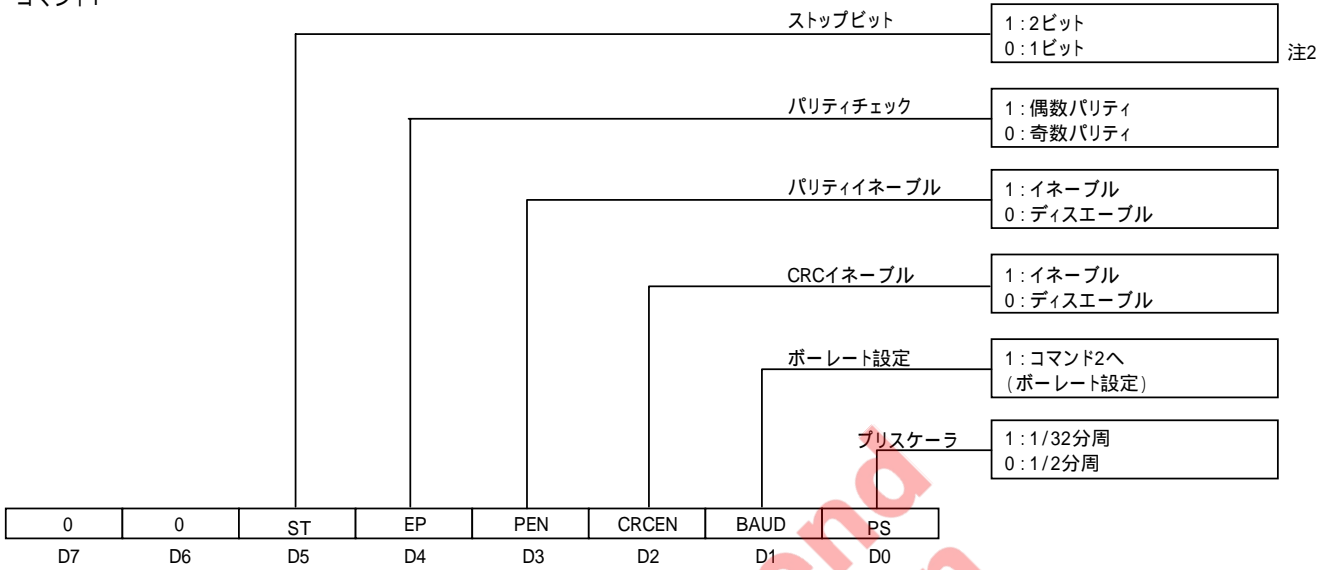 コマンド1
ストップビット
1 : 2ビット
0 : 1ビット
注2
パリティチェック
1 : 偶数パリティ
0 : 奇数パリティ
パリティイネーブル
1 : イネーブル
0 : ディスエーブル
CRCイネーブル
1 : イネーブル
0 : ディスエーブル
ボーレート設定
1 : コマンド2へ
(ボーレート設定)
プリスケーラ
1 : 1/32分周
0 : 1/2分周
0 0 ST EP PEN CRCEN BAUD PS
D7 D6 D5 D4 D3 D2 D1 D0